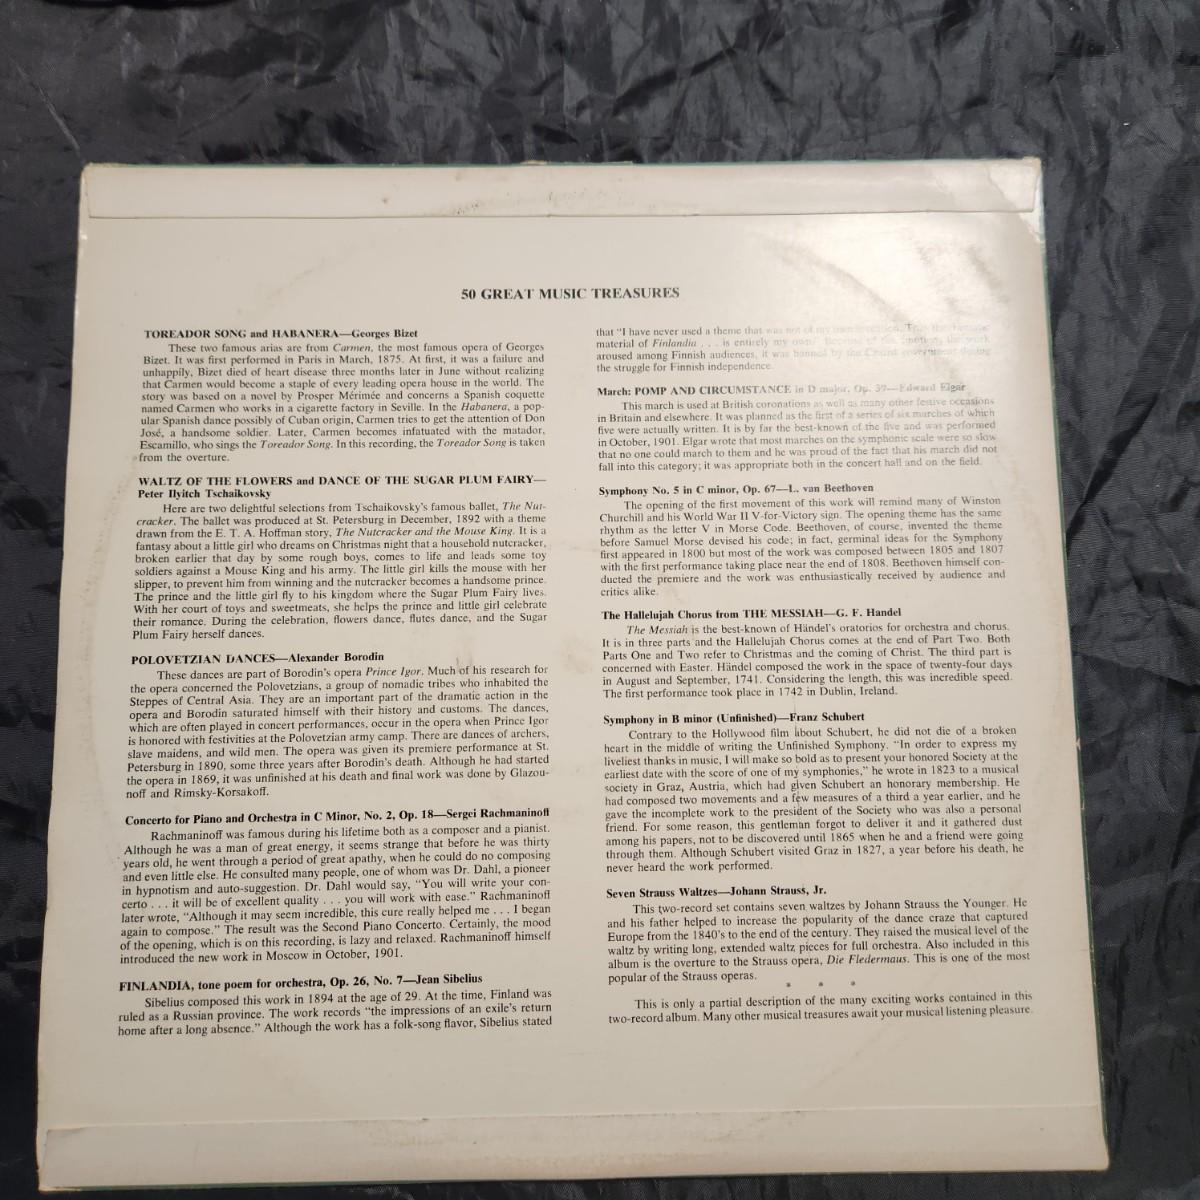 50 GREAT MUSIC TREASURES
TOREADOR SONG and HABANERA—Georges Bizet
These two famous arias are from Carmen, the most famous opera of Georges
Bizet. It was first performed in Paris in March, 1875. At first, it was a failure and
unhappily, Bizet died of heart disease three months later in June without realizing
that Carmen would become a staple of every leading opera house in the world. The
story was based on a novel by Prosper Mérimée and concerns a Spanish coquette
named Carmen who works in a cigarette factory in Seville. In the Habanera, a pop-
ular Spanish dance possibly of Cuban origin, Carmen tries to get the attention of Don
José, a handsome soldier. Later, Carmen becomes infatuated with the matador,
Escamillo, who sings the Toreador Song. In this recording, the Toreador Song is taken
from the overture.
WALTZ OF THE FLOWERS and DANCE OF THE SUGAR PLUM FAIRY—
Peter Ilyitch Tschaikovsky
Here are two delightful selections from Tschaikovsky's famous ballet, The Nut-
cracker. The ballet was produced at St. Petersburg in December, 1892 with a theme
drawn from the E. T. A. Hoffman story, The Nutcracker and the Mouse King. It is a
fantasy about a little girl who dreams on Christmas night that a household nutcracker,
broken earlier that day by some rough boys, comes to life and leads some toy
soldiers against a Mouse King and his army. The little girl kills the mouse with her
slipper, to prevent him from winning and the nutcracker becomes a handsome prince.
The prince and the little girl fly to his kingdom where the Sugar Plum Fairy lives.
With her court of toys and sweetmeats, she helps the prince and little girl celebrate
their romance. During the celebration, flowers dance, flutes dance, and the Sugar
Plum Fairy herself dances.
POLOVETZIAN DANCES—Alexander Borodin
These dances are part of Borodin's opera Prince Igor. Much of his research for
the opera concerned the Polovetzians, a group of nomadic tribes who inhabited the
Steppes of Central Asia. They are an important part of the dramatic action in the
opera and Borodin saturated himself with their history and customs. The dances,
which are often played in concert performances, occur in the opera when Prince Igor
is honored with festivities at the Polovetzian army camp. There are dances of archers,
slave maidens, and wild men. The opera was given its premiere performance at St.
Petersburg in 1890, some three years after Borodin's death. Although he had started
the opera in 1869, it was unfinished at his death and final work was done by Glazou-
noff and Rimsky-Korsakoff.
Concerto for Piano and Orchestra in C Minor, No. 2, Op. 18—Sergei Rachmaninoff
Rachmaninoff was famous during his lifetime both as a composer and a pianist.
Although he was a man of great energy, it seems strange that before he was thirty
years old, he went through a period of great apathy, when he could do no composing
and even little else. He consulted many people, one of whom was Dr. Dahl, a pioneer
in hypnotism and auto-suggestion. Dr. Dahl would say, "You will write your con-
certo . . . it will be of excellent quality . . . you will work with ease." Rachmaninoff
later wrote, "Although it may seem incredible, this cure really helped me . . . I began
again to compose." The result was the Second Piano Concerto. Certainly, the mood
of the opening, which is on this recording, is lazy and relaxed. Rachmaninoff himself
introduced the new work in Moscow in October, 1901.
FINLANDIA, tone poem for orchestra, Op. 26, No. 7—Jean Sibelius
Sibelius composed this work in 1894 at the age of 29. At the time, Finland was
ruled as a Russian province. The work records "the impressions of an exile's return
home after a long absence." Although the work has a folk-song flavor, Sibelius stated
that "I have never used a theme that was not of my own invention. Thus the thematic
material of Finlandia . . . is entirely my own." Because of the emotions the work
aroused among Finnish audiences, it was banned by the Czarist government during
the struggle for Finnish independence.
March: POMP AND CIRCUMSTANCE in D major, Op. 39—Edward Elgar
This march is used at British coronations as well as many other festive occasions
in Britain and elsewhere. It was planned as the first of a series of six marches of which
five were actually written. It is by far the best-known of the five and was performed
in October, 1901. Elgar wrote that most marches on the symphonic scale were so slow
that no one could march to them and he was proud of the fact that his march did not
fall into this category; it was appropriate both in the concert hall and on the field.
Symphony No. 5 in C minor, Op. 67—L. van Beethoven
The opening of the first movement of this work will remind many of Winston
Churchill and his World War II V-for-Victory sign. The opening theme has the same
rhythm as the letter V in Morse Code. Beethoven, of course, invented the theme
before Samuel Morse devised his code; in fact, germinal ideas for the Symphony
first appeared in 1800 but most of the work was composed between 1805 and 1807
with the first performance taking place near the end of 1808. Beethoven himself con-
ducted the premiere and the work was enthusiastically received by audience and
critics alike.
The Hallelujah Chorus from THE MESSIAH—G. F. Handel
The Messiah is the best-known of Händel's oratorios for orchestra and chorus.
It is in three parts and the Hallelujah Chorus comes at the end of Part Two. Both
Parts One and Two refer to Christmas and the coming of Christ. The third part is
concerned with Easter. Händel composed the work in the space of twenty-four days
in August and September, 1741. Considering the length, this was incredible speed.
The first performance took place in 1742 in Dublin, Ireland.
Symphony in B minor (Unfinished)—Franz Schubert
Contrary to the Hollywood film about Schubert, he did not die of a broken
heart in the middle of writing the Unfinished Symphony. "In order to express my
liveliest thanks in music, I will make so bold as to present your honored Society at the
earliest date with the score of one of my symphonies," he wrote in 1823 to a musical
society in Graz, Austria, which had given Schubert an honorary membership. He
had composed two movements and a few measures of a third a year earlier, and he
gave the incomplete work to the president of the Society who was also a personal
friend. For some reason, this gentleman forgot to deliver it and it gathered dust
among his papers, not to be discovered until 1865 when he and a friend were going
through them. Although Schubert visited Graz in 1827, a year before his death, he
never heard the work performed.
Seven Strauss Waltzes—Johann Strauss, Jr.
This two-record set contains seven waltzes by Johann Strauss the Younger. He
and his father helped to increase the popularity of the dance craze that captured
Europe from the 1840's to the end of the century. They raised the musical level of the
waltz by writing long, extended waltz pieces for full orchestra. Also included in this
album is the overture to the Strauss opera, Die Fledermaus. This is one of the most
popular of the Strauss operas.
* * *
This is only a partial description of the many exciting works contained in this
two-record album. Many other musical treasures await your musical listening pleasure.